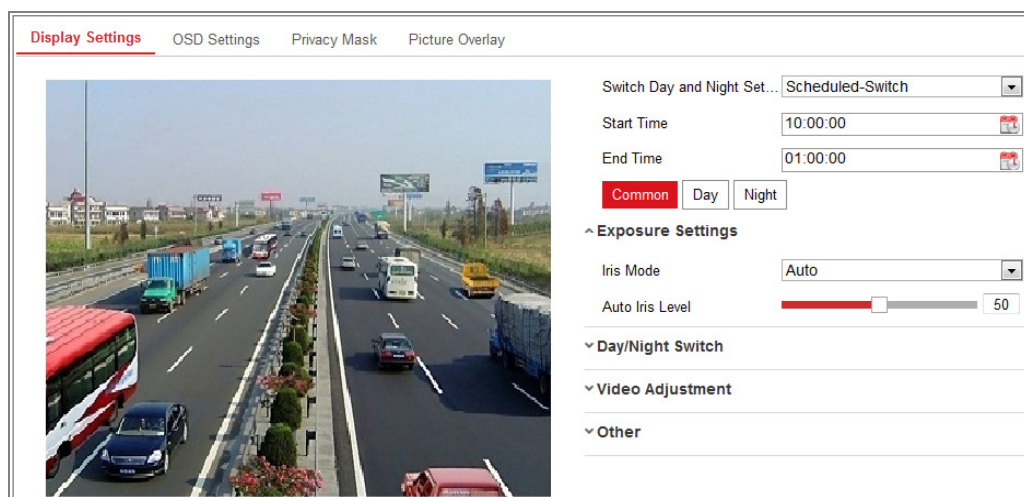 Display Settings OSD Settings Privacy Mask Picture Overlay
Switch Day and Night Set... Scheduled-Switch
Start Time 10:00:00
End Time 01:00:00
Common Day Night
Exposure Settings
Iris Mode Auto
Auto Iris Level 50
Day/Night Switch
Video Adjustment
Other